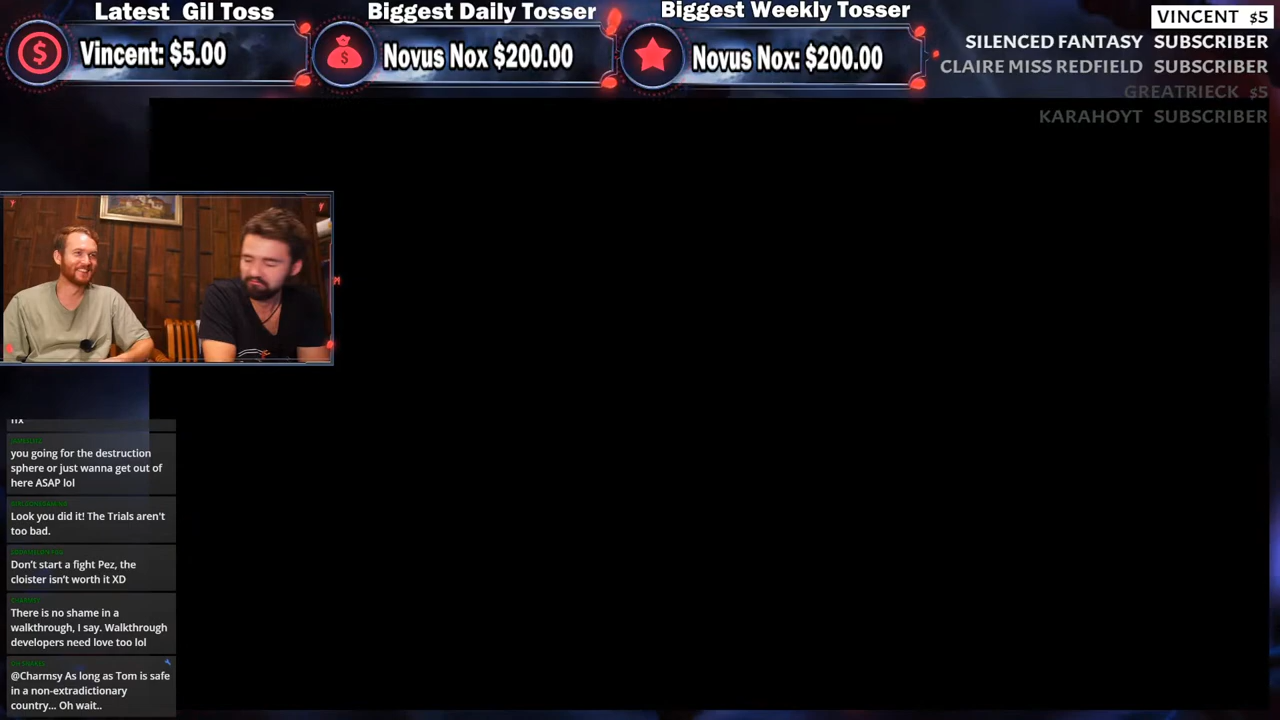 Latest Gil Toss
Vincent: $5.00
Biggest Daily Tosser
Novus Nox $200.00
Biggest Weekly Tosser
Novus Nox: $200.00
VINCENT $5
SILENCED FANTASY SUBSCRIBER
CLAIRE MISS REDFIELD SUBSCRIBER
GREATRIECK $5
KARAHOYT SUBSCRIBER
you going for the destruction
sphere or just wanna get out of
here ASAP lol
Look you did it! The Trials aren't
too bad.
Don't start a fight Pez, the
cloister isn't worth it XD
There is no shame in a
walkthrough, I say. Walkthrough
developers need love too lol
@Charmsy As long as Tom is safe
in a non-extradictionary
country... Oh wait..